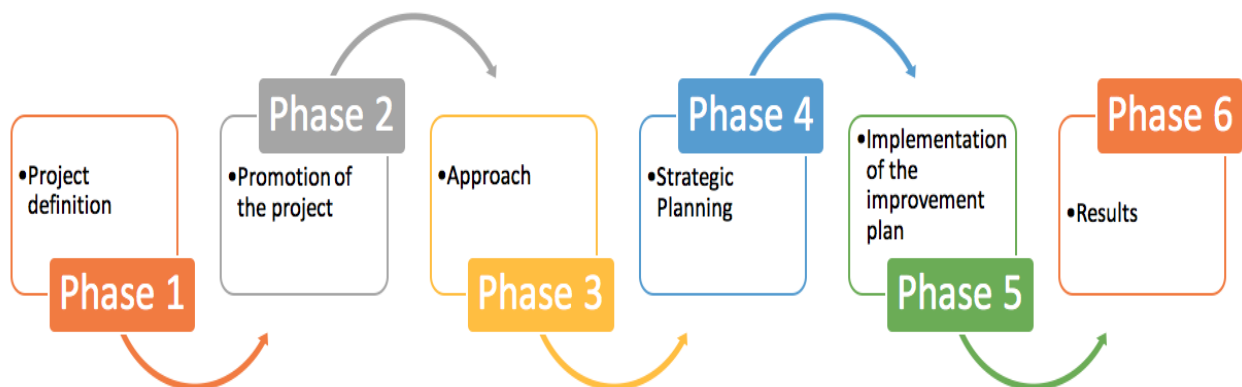 •Project
definition
Phase 1
Phase 2
•Promotion of
the project
•Approach
Phase 3
Phase 4
•Strategic
Planning
•Implementation
of the
improvement
plan
Phase 5
Phase 6
•Results